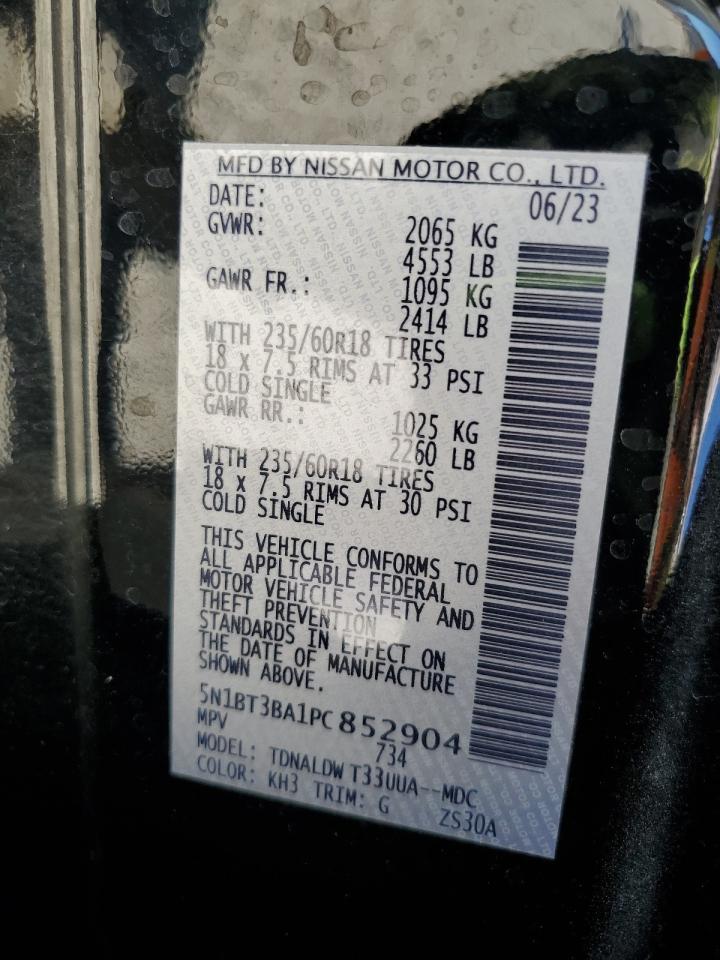 MFD BY NISSAN MOTOR CO., LTD.
DATE: 06/23
GVWR: 2065 KG
4553 LB
GAWR FR.: 1095 KG
2414 LB
WITH 235/60R18 TIRES
18 x 7.5 RIMS AT 33 PSI
COLD SINGLE
GAWR RR.: 1025 KG
2260 LB
WITH 235/60R18 TIRES
18 x 7.5 RIMS AT 30 PSI
COLD SINGLE
THIS VEHICLE CONFORMS TO
ALL APPLICABLE FEDERAL
MOTOR VEHICLE SAFETY AND
THEFT PREVENTION
STANDARDS IN EFFECT ON
THE DATE OF MANUFACTURE
SHOWN ABOVE.
5N1BT3BA1PC852904
MPV 734
MODEL: TDNALDW T33UUA--MDC
COLOR: KH3 TRIM: G ZS30A